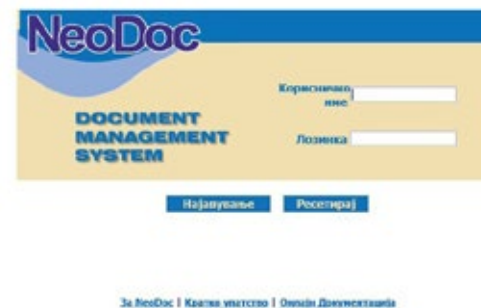 NeoDoc
Корисничко
име
DOCUMENT
MANAGEMENT
SYSTEM
Лозинка
Најавување Ресетирај
За NeoDoc | Кратко упатство | Онлајн Документација